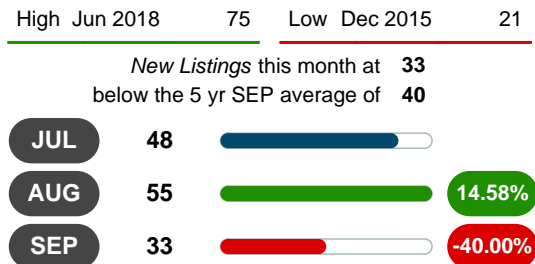 High Jun 2018 75 Low Dec 2015 21
New Listings this month at 33
below the 5 yr SEP average of 40
JUL 48
AUG 55 14.58%
SEP 33 -40.00%